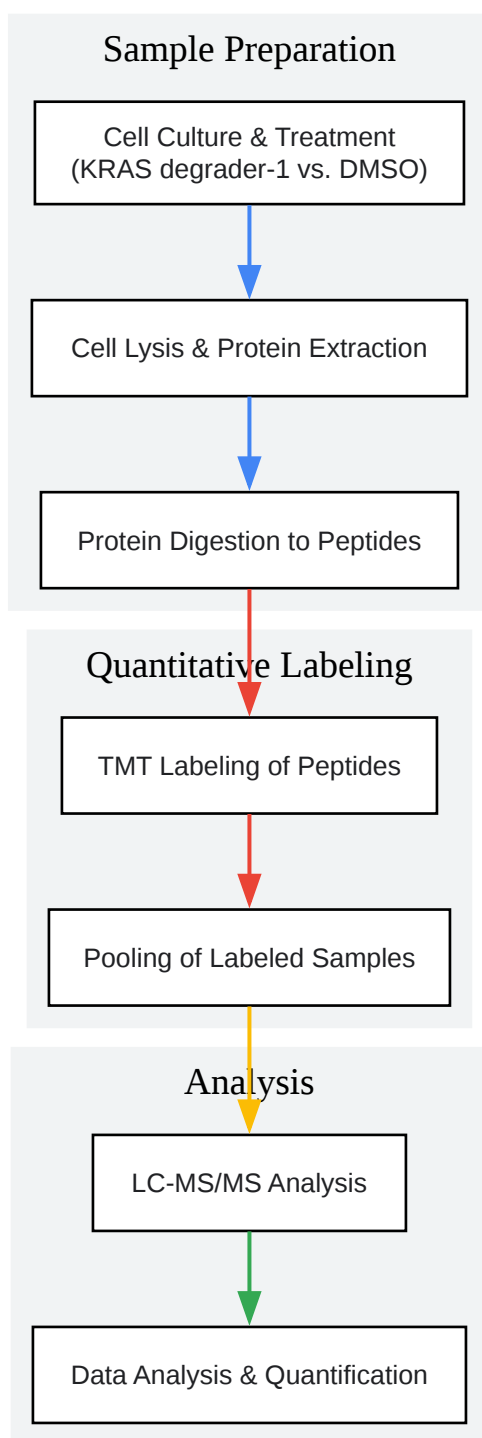 Sample Preparation
Cell Culture & Treatment
(KRAS degrader-1 vs. DMSO)
Cell Lysis & Protein Extraction
Protein Digestion to Peptides
Quantitative Labeling
TMT Labeling of Peptides
Pooling of Labeled Samples
Analysis
LC-MS/MS Analysis
Data Analysis & Quantification